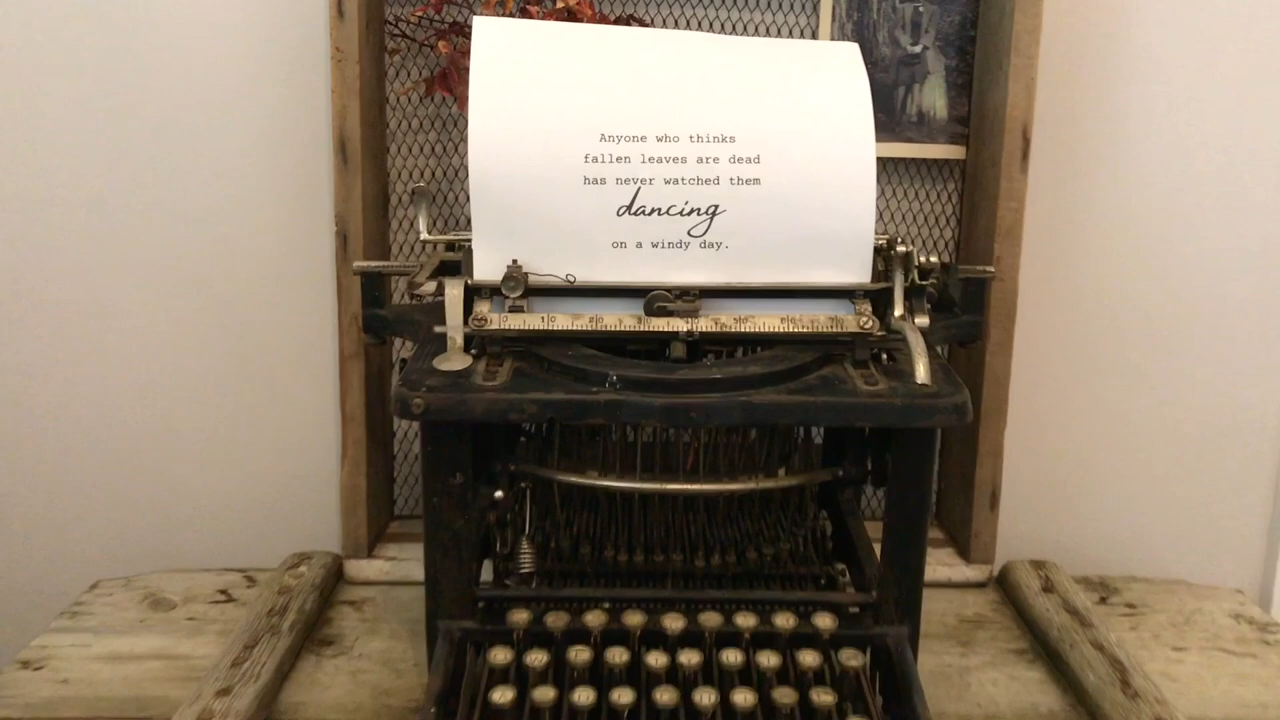 Anyone who thinks
fallen leaves are dead
has never watched them
dancing
on a windy day.